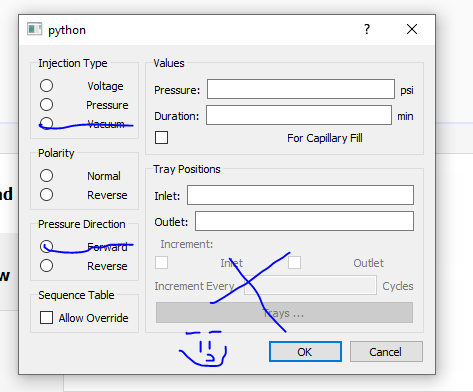 python
Injection Type
Voltage
Pressure
Vacuum
Polarity
Normal
Reverse
Pressure Direction
Forward
Reverse
Sequence Table
Allow Override
Values
Pressure: psi
Duration: min
For Capillary Fill
Tray Positions
Inlet:
Outlet:
Increment:
Inlet Outlet
Increment Every Cycles
Trays ...
OK Cancel